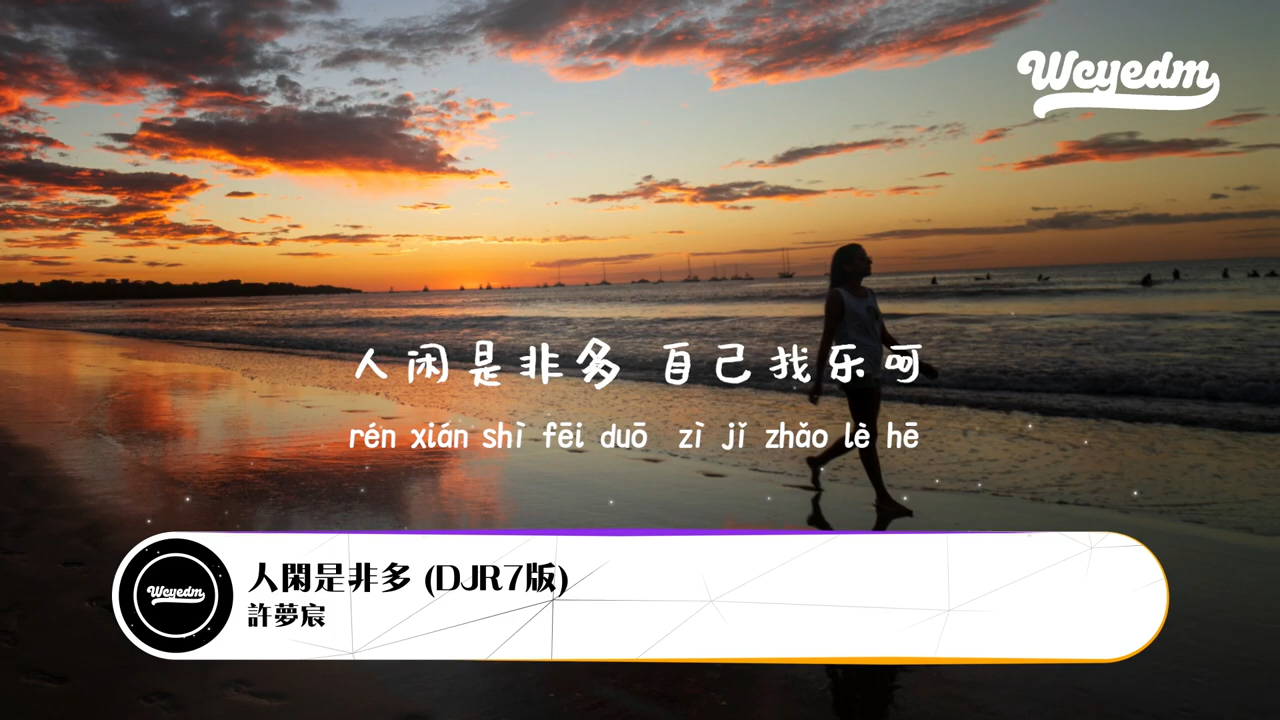 Wcyedm
人闲是非多 自己找乐呵
rén xián shì fēi duō zì jǐ zhǎo lè hē
Wcyedm
人閑是非多 (DJR7版)
許夢宸